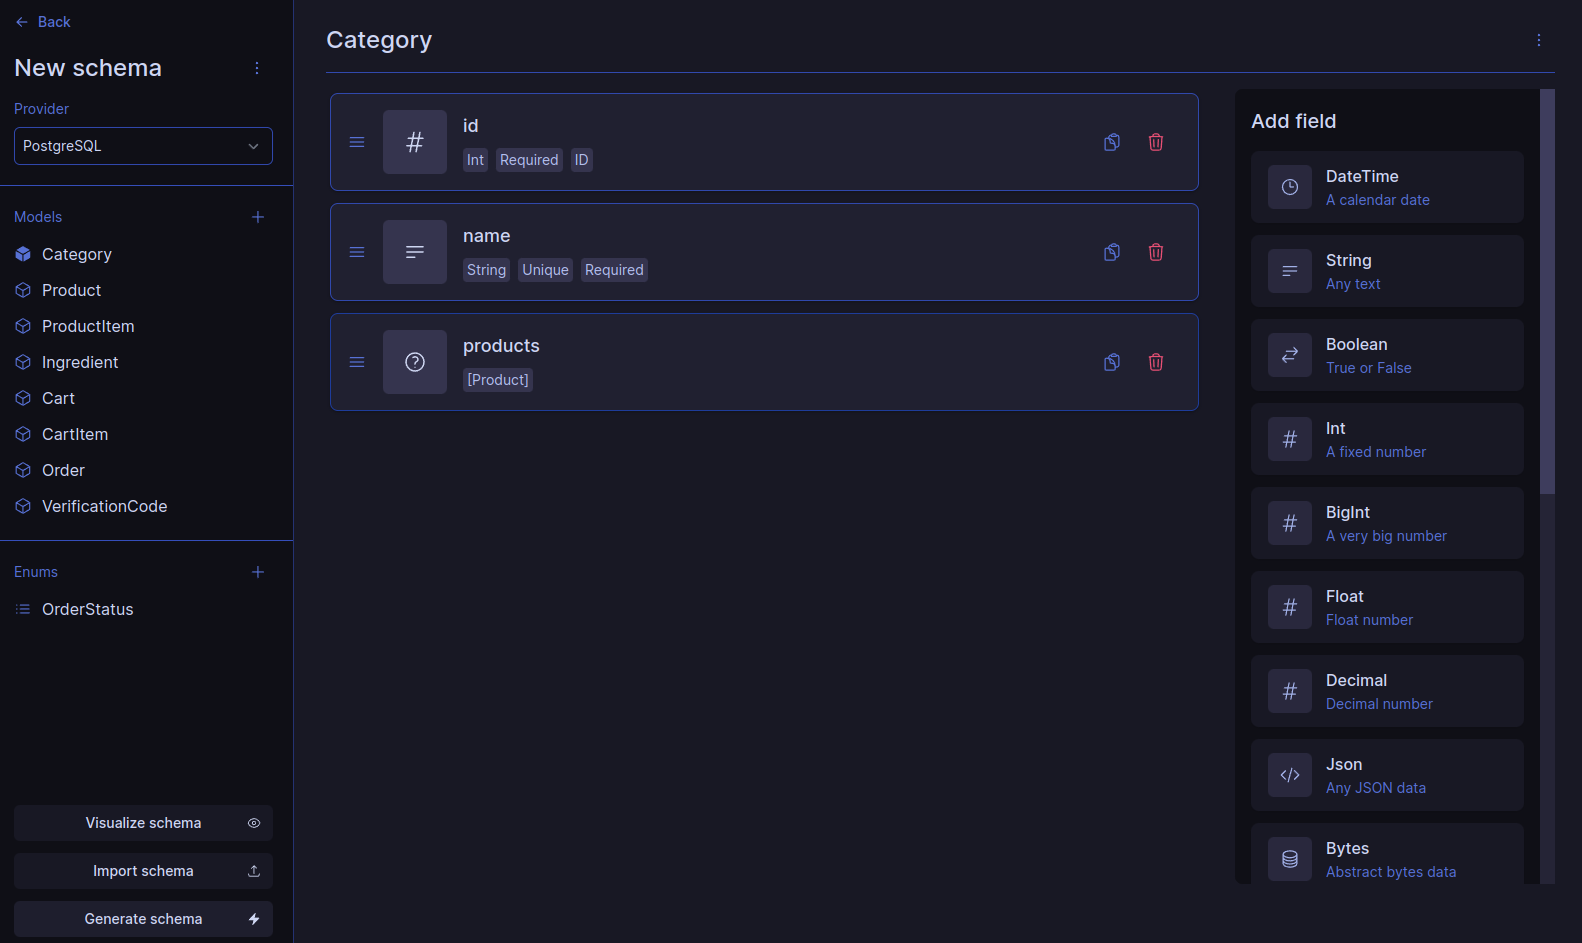 Back
New schema
Provider
PostgreSQL
Models
Category
Product
ProductItem
Ingredient
Cart
CartItem
Order
VerificationCode
Enums
OrderStatus
Visualize schema
Import schema
Generate schema
Category
id
Int Required ID
name
String Unique Required
products
[Product]
Add field
DateTime
A calendar date
String
Any text
Boolean
True or False
Int
A fixed number
BigInt
A very big number
Float
Float number
Decimal
Decimal number
Json
Any JSON data
Bytes
Abstract bytes data